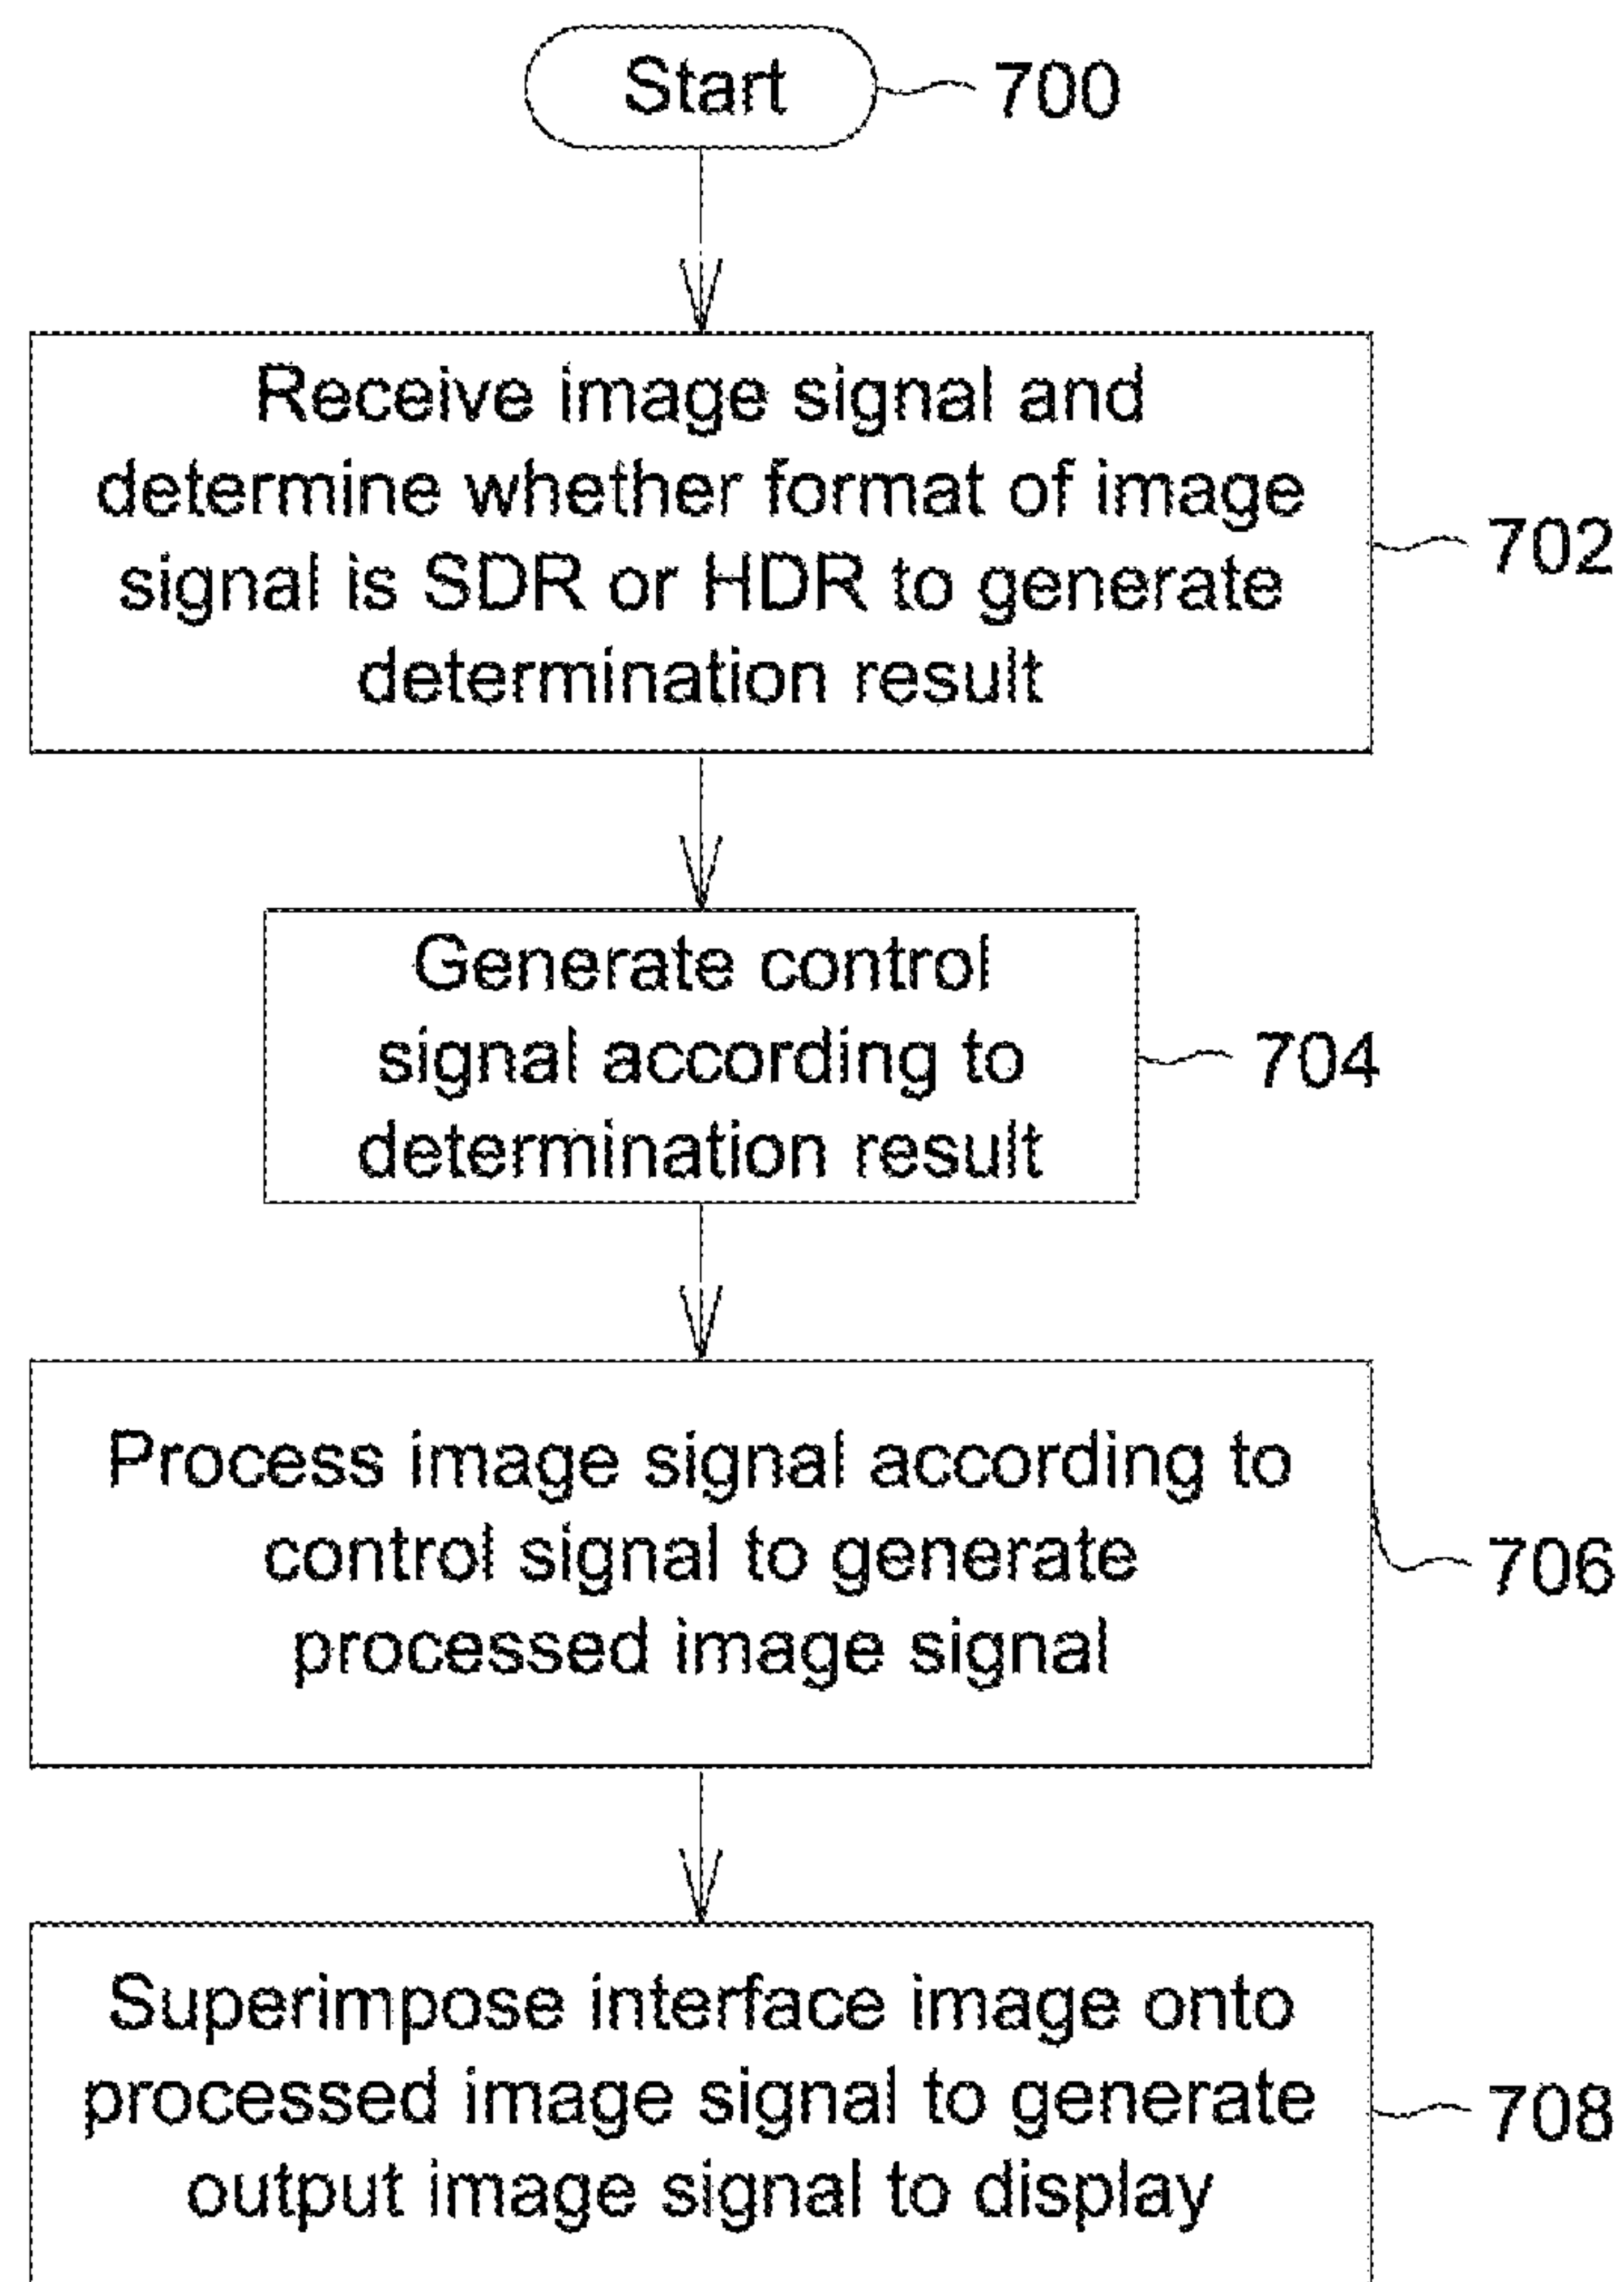 Start
700
Receive image signal and
determine whether format of image
signal is SDR or HDR to generate
determination result
702
Generate control
signal according to
determination result
704
Process image signal according to
control signal to generate
processed image signal
706
Superimpose interface image onto
processed image signal to generate
output image signal to display
708